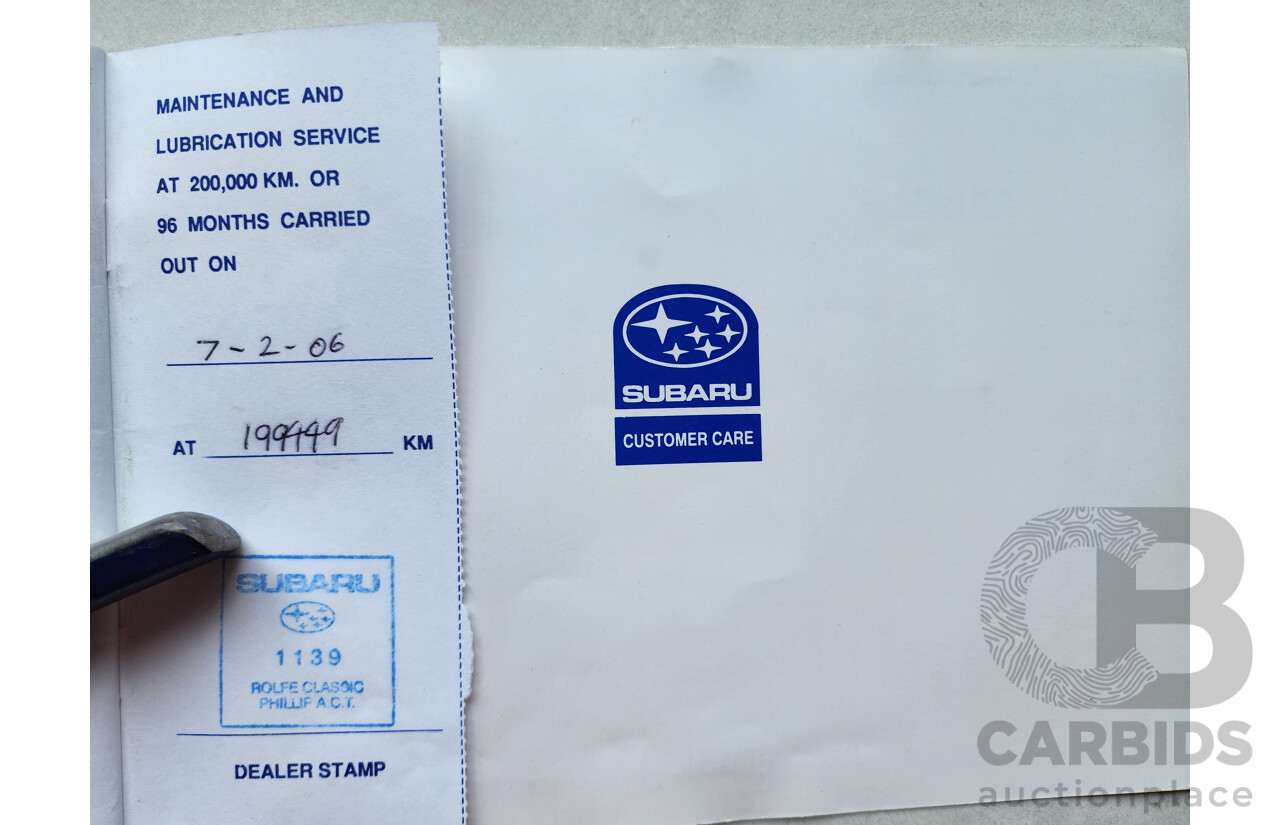 MAINTENANCE AND
LUBRICATION SERVICE
AT 200,000 KM. OR
96 MONTHS CARRIED
OUT ON
7-2-06
AT 199449 KM
SUBARU
1139
ROLFE CLASSIC
PHILLIP A.C.T.
DEALER STAMP
SUBARU
CUSTOMER CARE
CB
CARBIDS
auctionplace